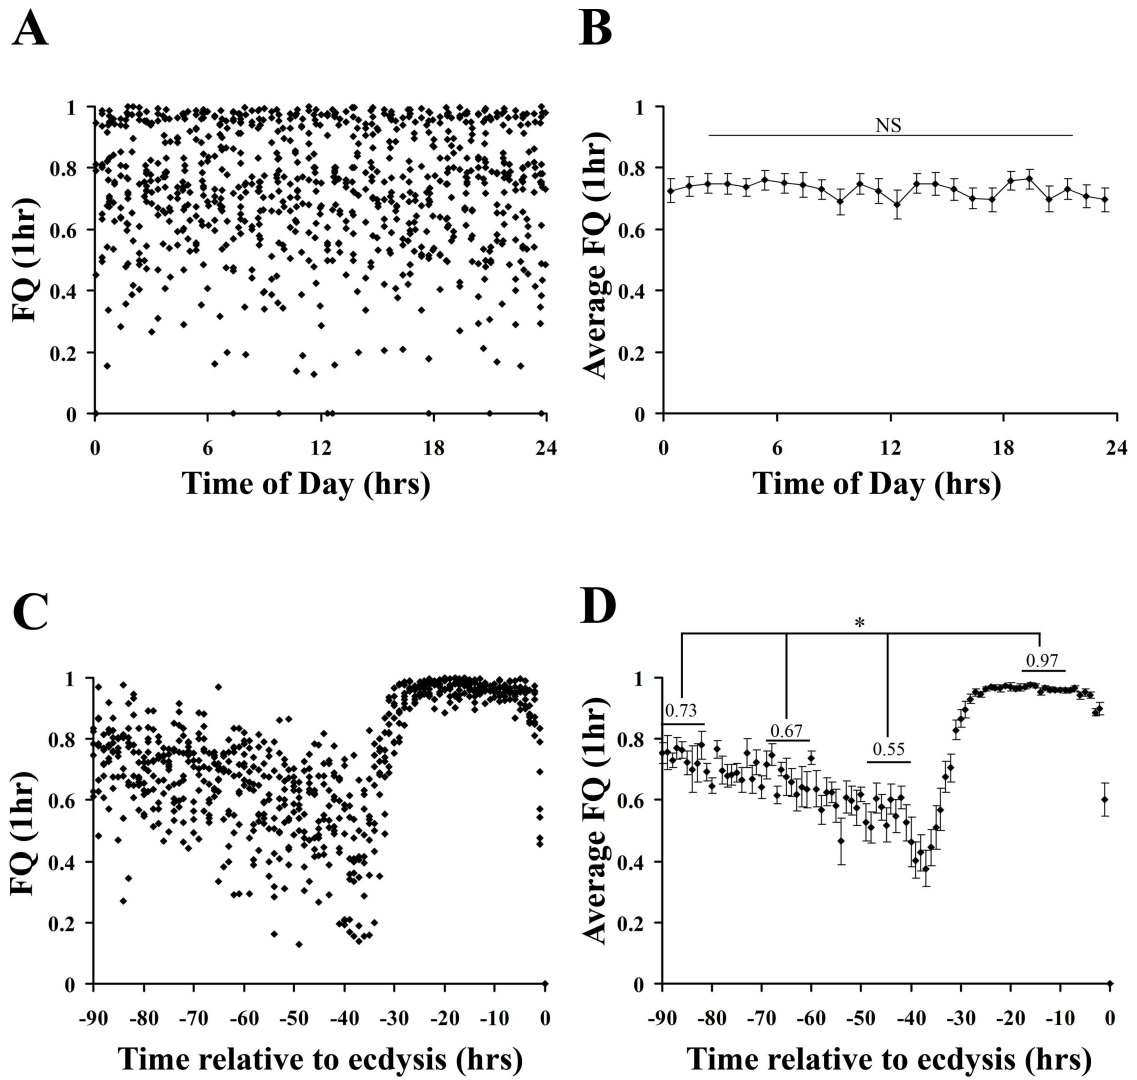 A
FQ (1hr)
1
0.8
0.6
0.4
0.2
0
0 6 12 18 24
Time of Day (hrs)
B
Average FQ (1hr)
1
0.8
0.6
0.4
0.2
0
NS
0 6 12 18 24
Time of Day (hrs)
C
FQ (1hr)
1
0.8
0.6
0.4
0.2
0
-90 -80 -70 -60 -50 -40 -30 -20 -10 0
Time relative to ecdysis (hrs)
D
Average FQ (1hr)
*
1
0.8
0.6
0.4
0.2
0
0.73
0.67
0.55
0.97
-90 -80 -70 -60 -50 -40 -30 -20 -10 0
Time relative to ecdysis (hrs)